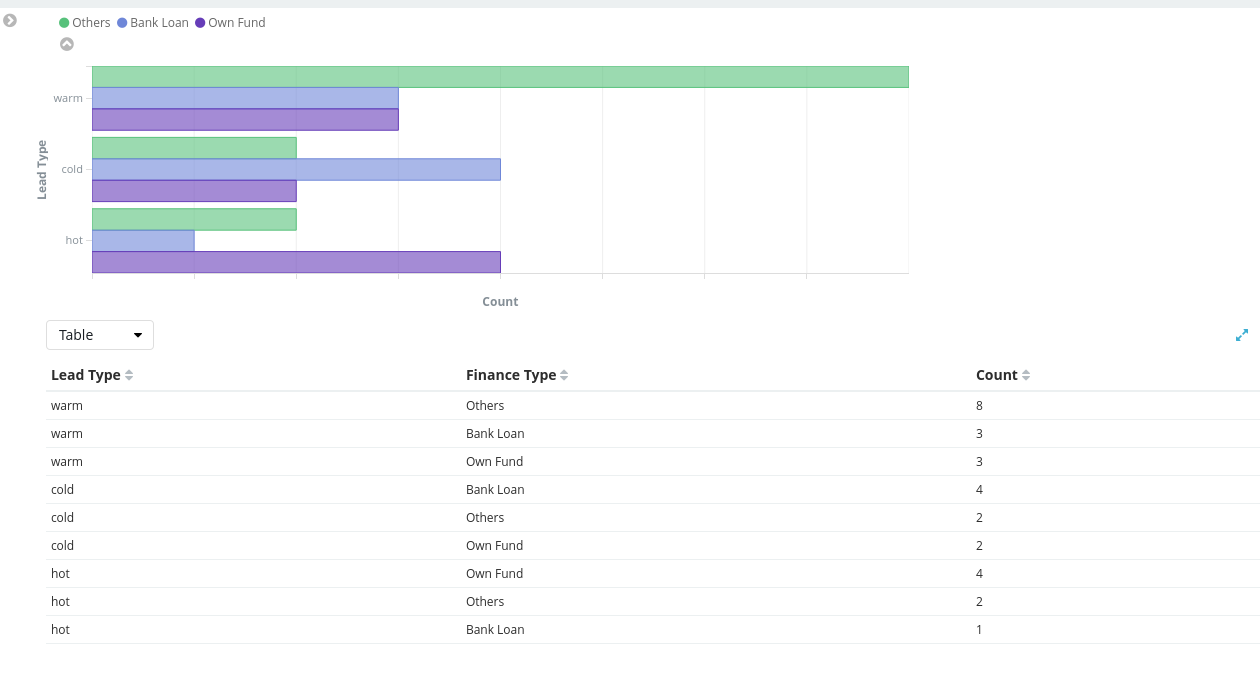 Others Bank Loan Own Fund
warm
cold
hot
Lead Type
Count
Table
Lead Type Finance Type Count
warm Others 8
warm Bank Loan 3
warm Own Fund 3
cold Bank Loan 4
cold Others 2
cold Own Fund 2
hot Own Fund 4
hot Others 2
hot Bank Loan 1